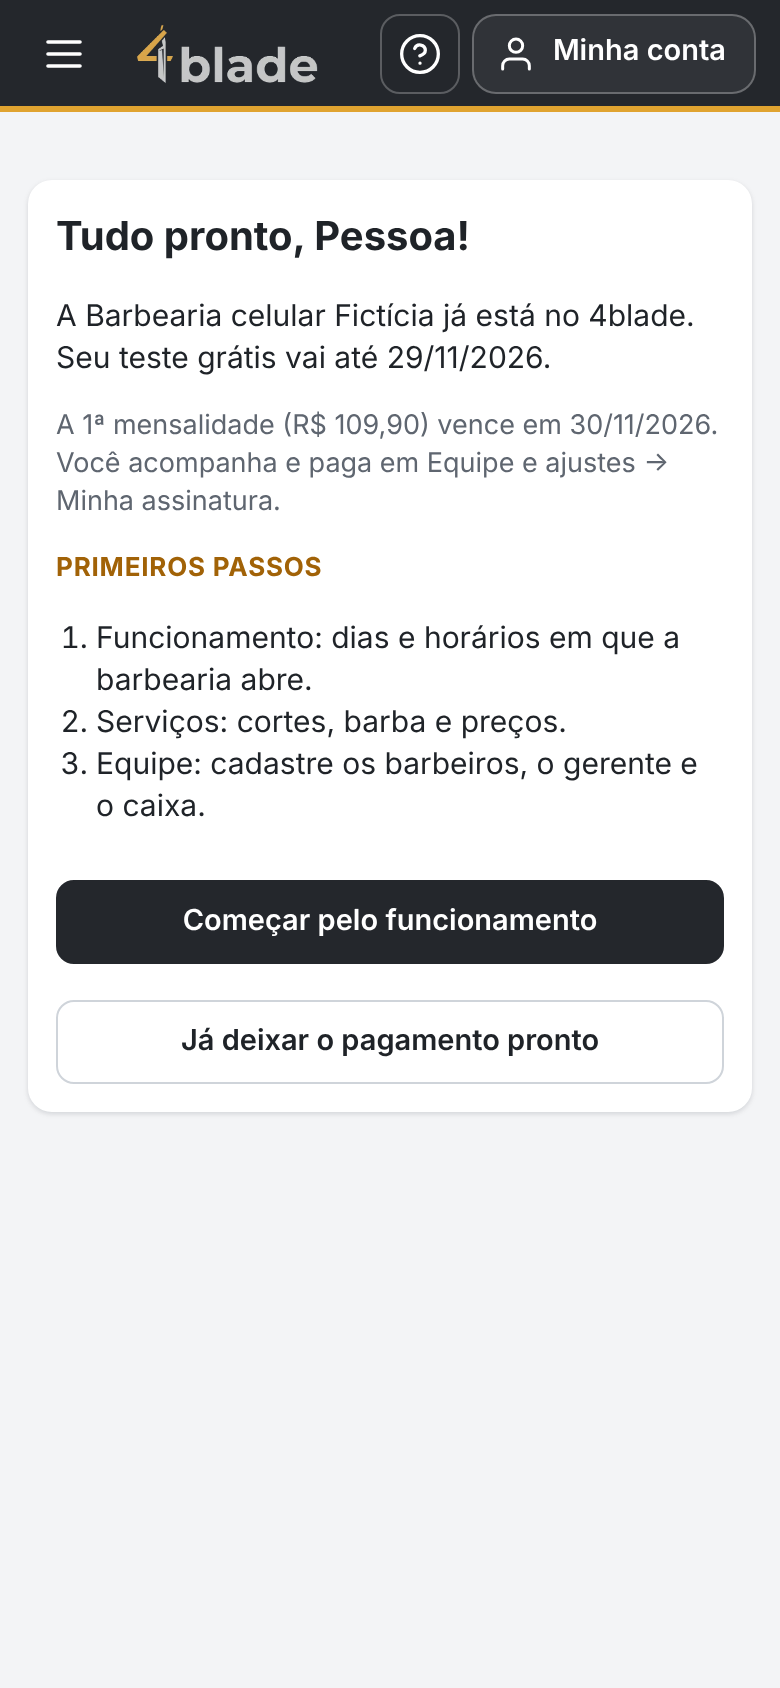 4blade
Minha conta
Tudo pronto, Pessoa!
A Barbearia celular Fictícia já está no 4blade.
Seu teste grátis vai até 29/11/2026.
A 1ª mensalidade (R$ 109,90) vence em 30/11/2026.
Você acompanha e paga em Equipe e ajustes →
Minha assinatura.
PRIMEIROS PASSOS
1. Funcionamento: dias e horários em que a
barbearia abre.
2. Serviços: cortes, barba e preços.
3. Equipe: cadastre os barbeiros, o gerente e
o caixa.
Começar pelo funcionamento
Já deixar o pagamento pronto